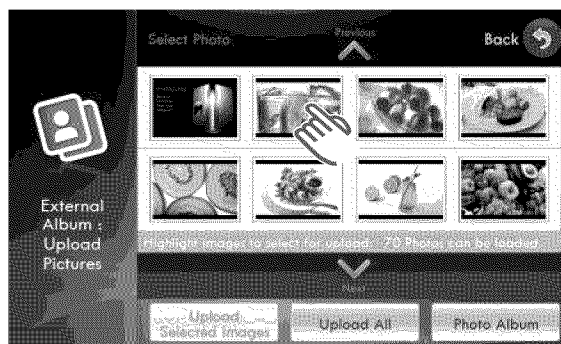 Select Photo
Previous
Back
External
Album :
Upload
Pictures
Highlight images to select for upload. 70 Photos can be loaded
Next
Upload
Selected Images
Upload All
Photo Album